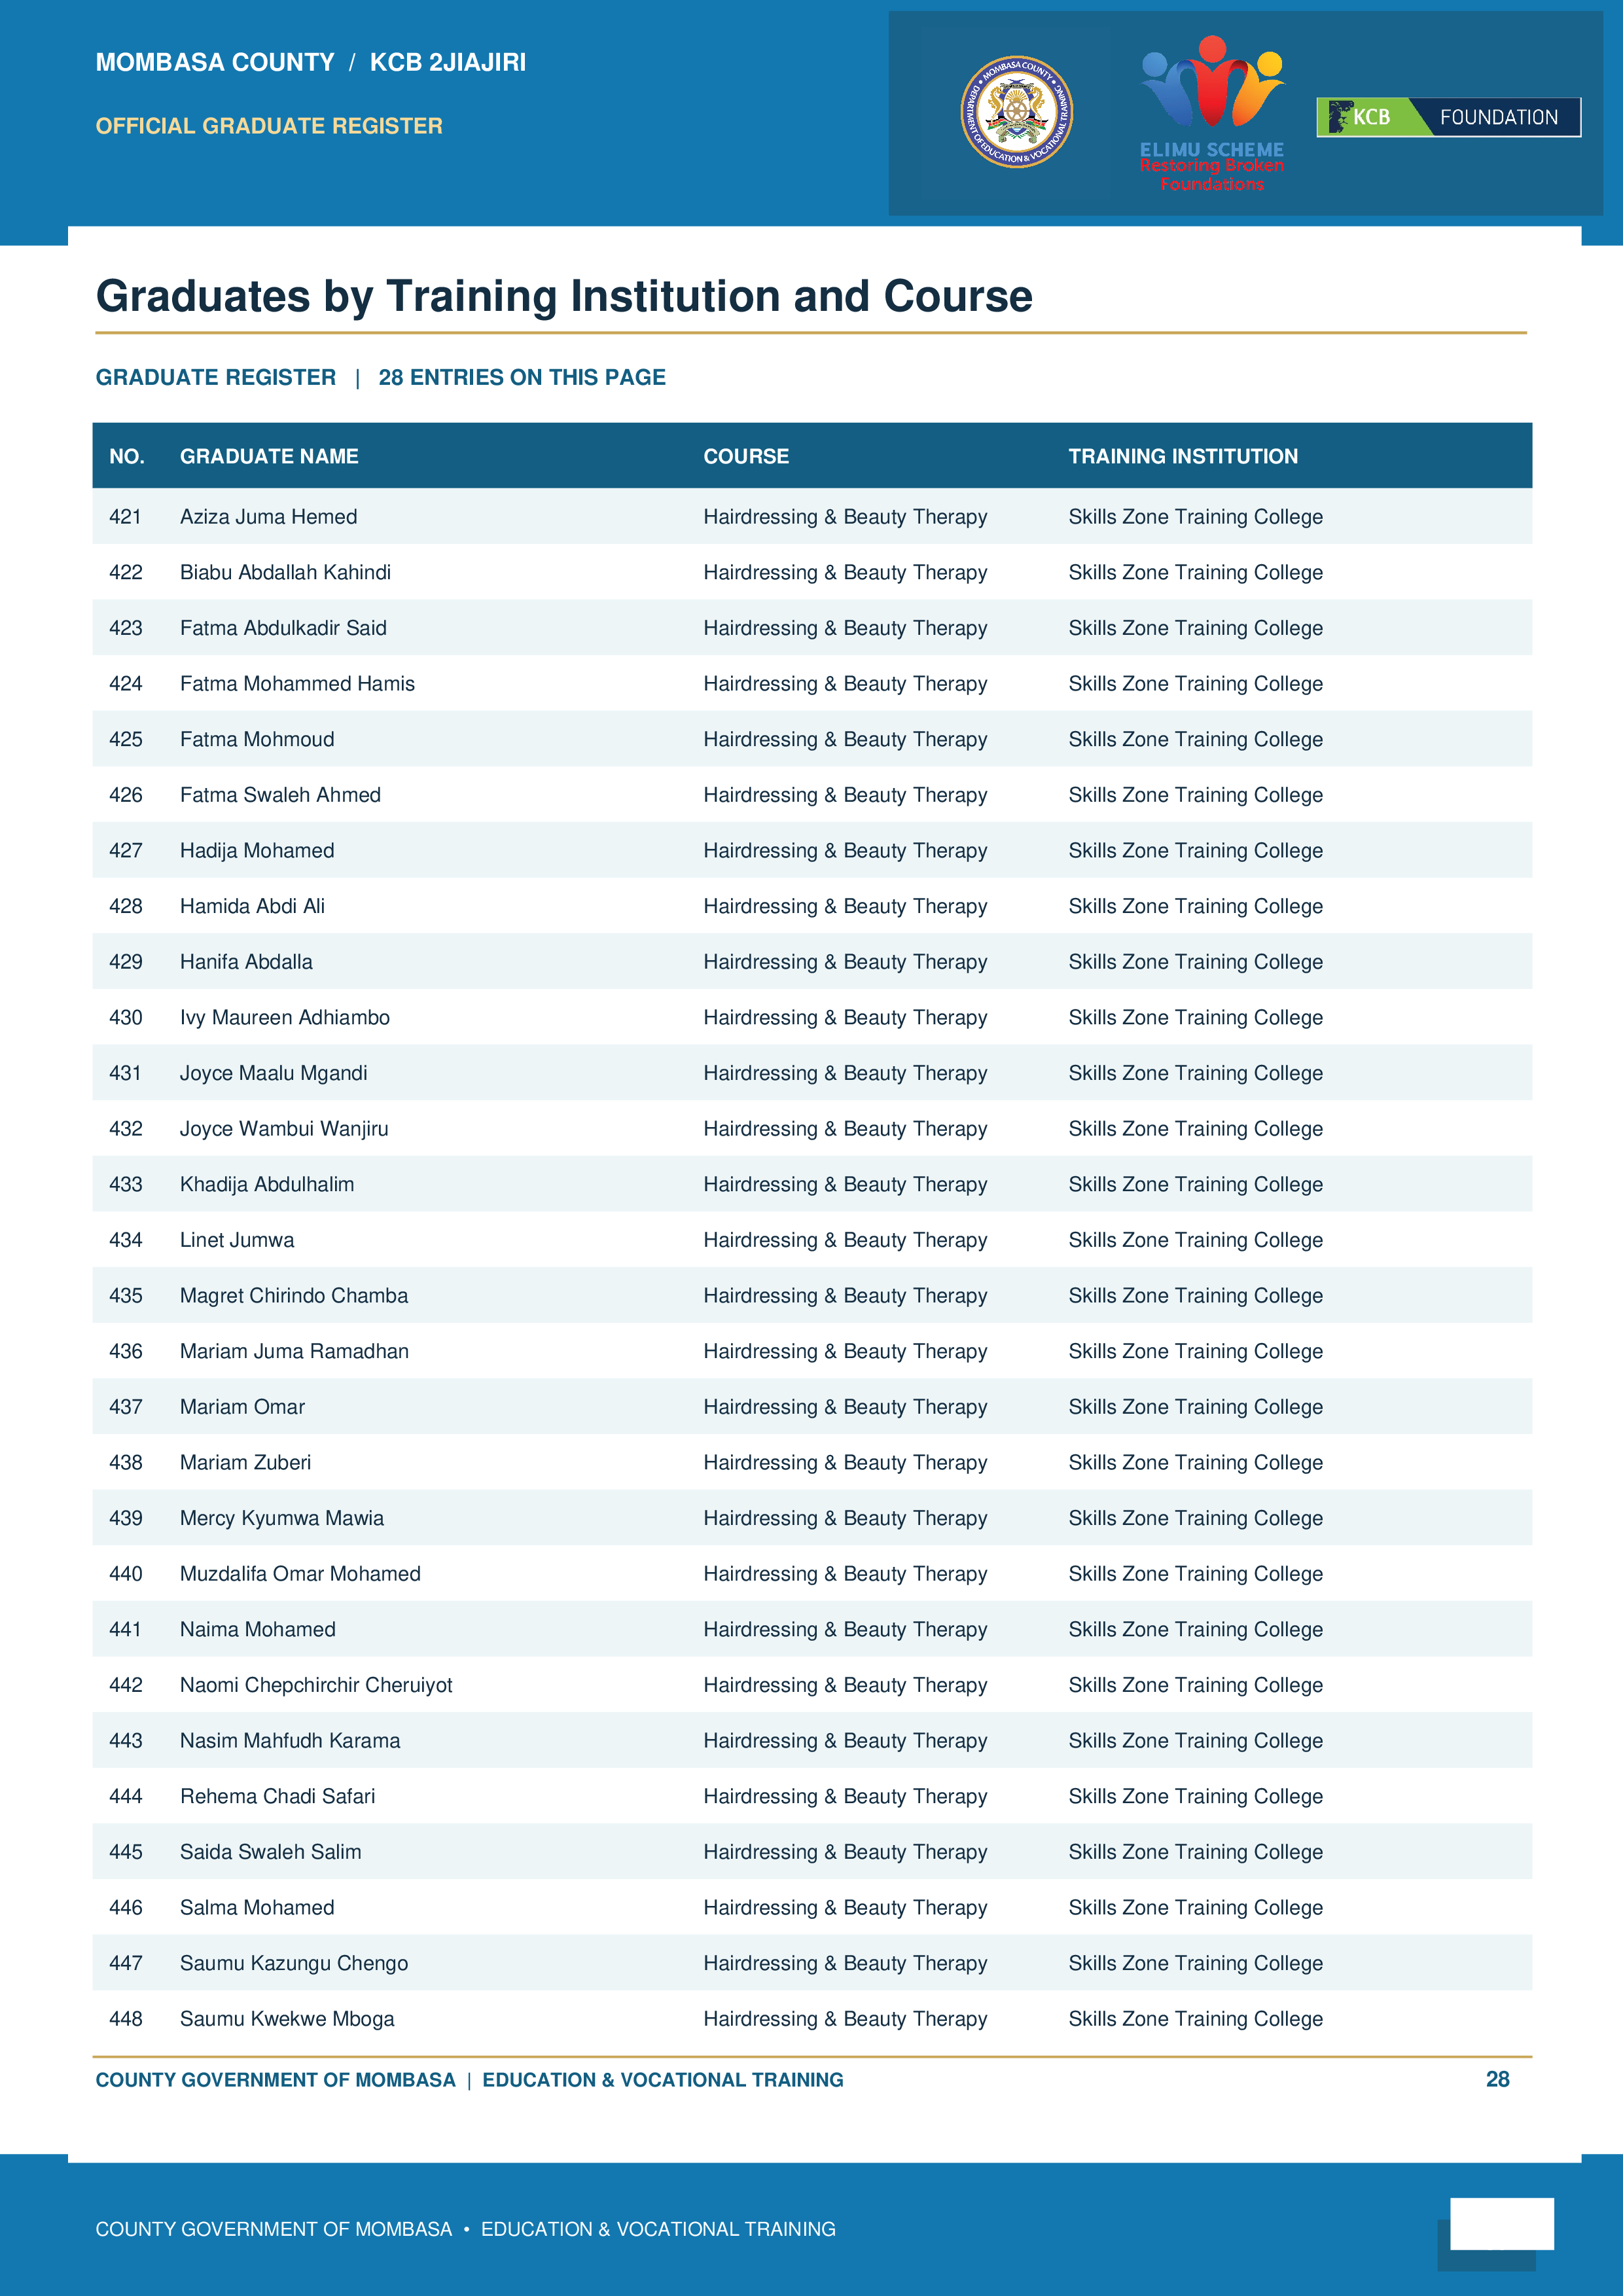 MOMBASA COUNTY / KCB 2JIAJIRI
OFFICIAL GRADUATE REGISTER
MOMBASA COUNTY
DEPARTMENT OF EDUCATION & VOCATIONAL TRAINING
ELIMU SCHEME
Restoring Broken
Foundations
KCB FOUNDATION
Graduates by Training Institution and Course
GRADUATE REGISTER | 28 ENTRIES ON THIS PAGE
NO. GRADUATE NAME COURSE TRAINING INSTITUTION
421 Aziza Juma Hemed Hairdressing & Beauty Therapy Skills Zone Training College
422 Biabu Abdallah Kahindi Hairdressing & Beauty Therapy Skills Zone Training College
423 Fatma Abdulkadir Said Hairdressing & Beauty Therapy Skills Zone Training College
424 Fatma Mohammed Hamis Hairdressing & Beauty Therapy Skills Zone Training College
425 Fatma Mohmoud Hairdressing & Beauty Therapy Skills Zone Training College
426 Fatma Swaleh Ahmed Hairdressing & Beauty Therapy Skills Zone Training College
427 Hadija Mohamed Hairdressing & Beauty Therapy Skills Zone Training College
428 Hamida Abdi Ali Hairdressing & Beauty Therapy Skills Zone Training College
429 Hanifa Abdalla Hairdressing & Beauty Therapy Skills Zone Training College
430 Ivy Maureen Adhiambo Hairdressing & Beauty Therapy Skills Zone Training College
431 Joyce Maalu Mgandi Hairdressing & Beauty Therapy Skills Zone Training College
432 Joyce Wambui Wanjiru Hairdressing & Beauty Therapy Skills Zone Training College
433 Khadija Abdulhalim Hairdressing & Beauty Therapy Skills Zone Training College
434 Linet Jumwa Hairdressing & Beauty Therapy Skills Zone Training College
435 Magret Chirindo Chamba Hairdressing & Beauty Therapy Skills Zone Training College
436 Mariam Juma Ramadhan Hairdressing & Beauty Therapy Skills Zone Training College
437 Mariam Omar Hairdressing & Beauty Therapy Skills Zone Training College
438 Mariam Zuberi Hairdressing & Beauty Therapy Skills Zone Training College
439 Mercy Kyumwa Mawia Hairdressing & Beauty Therapy Skills Zone Training College
440 Muzdalifa Omar Mohamed Hairdressing & Beauty Therapy Skills Zone Training College
441 Naima Mohamed Hairdressing & Beauty Therapy Skills Zone Training College
442 Naomi Chepchirchir Cheruiyot Hairdressing & Beauty Therapy Skills Zone Training College
443 Nasim Mahfudh Karama Hairdressing & Beauty Therapy Skills Zone Training College
444 Rehema Chadi Safari Hairdressing & Beauty Therapy Skills Zone Training College
445 Saida Swaleh Salim Hairdressing & Beauty Therapy Skills Zone Training College
446 Salma Mohamed Hairdressing & Beauty Therapy Skills Zone Training College
447 Saumu Kazungu Chengo Hairdressing & Beauty Therapy Skills Zone Training College
448 Saumu Kwekwe Mboga Hairdressing & Beauty Therapy Skills Zone Training College
COUNTY GOVERNMENT OF MOMBASA | EDUCATION & VOCATIONAL TRAINING 28
COUNTY GOVERNMENT OF MOMBASA • EDUCATION & VOCATIONAL TRAINING